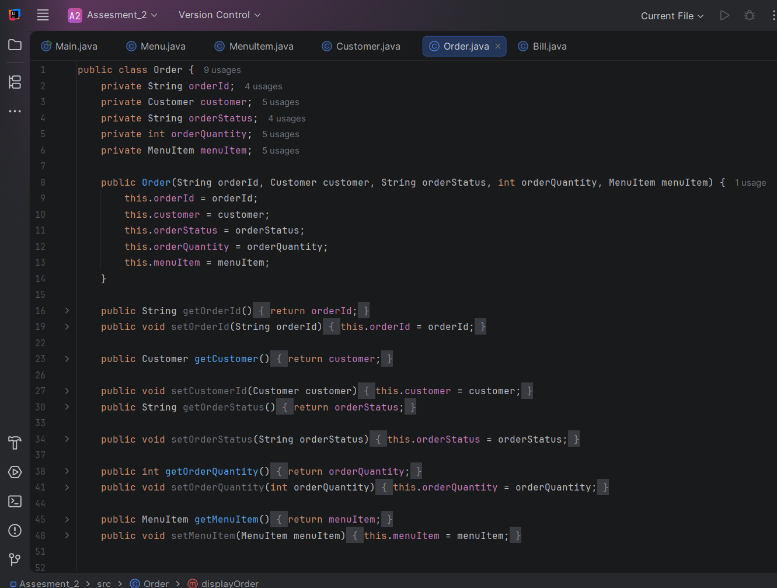 A2 Assesment_2 Version Control Current File
Main.java Menu.java MenuItem.java Customer.java Order.java Bill.java
1 public class Order { 9 usages
2 private String orderId; 4 usages
3 private Customer customer; 5 usages
4 private String orderStatus; 4 usages
5 private int orderQuantity; 5 usages
6 private MenuItem menuItem; 5 usages
7
8 public Order(String orderId, Customer customer, String orderStatus, int orderQuantity, MenuItem menuItem) { 1 usage
9 this.orderId = orderId;
10 this.customer = customer;
11 this.orderStatus = orderStatus;
12 this.orderQuantity = orderQuantity;
13 this.menuItem = menuItem;
14 }
15
16 public String getOrderId() { return orderId; }
19 public void setOrderId(String orderId) { this.orderId = orderId; }
22
23 public Customer getCustomer() { return customer; }
26
27 public void setCustomerId(Customer customer) { this.customer = customer; }
30 public String getOrderStatus() { return orderStatus; }
33
34 public void setOrderStatus(String orderStatus) { this.orderStatus = orderStatus; }
37
38 public int getOrderQuantity() { return orderQuantity; }
41 public void setOrderQuantity(int orderQuantity) { this.orderQuantity = orderQuantity; }
44
45 public MenuItem getMenuItem() { return menuItem; }
48 public void setMenuItem(MenuItem menuItem) { this.menuItem = menuItem; }
51
52
Assesment_2 > src > Order > displayOrder